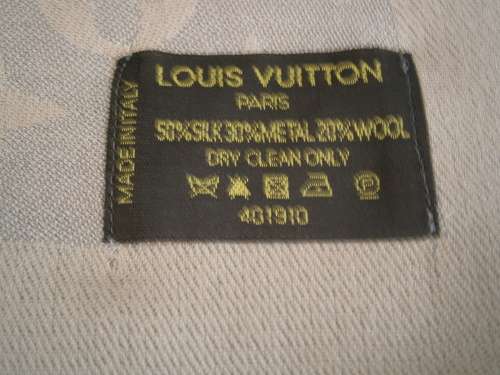 LOUIS VUITTON
PARIS
50%SILK 30%METAL 20%WOOL
DRY CLEAN ONLY
P
401910
MADE IN ITALY